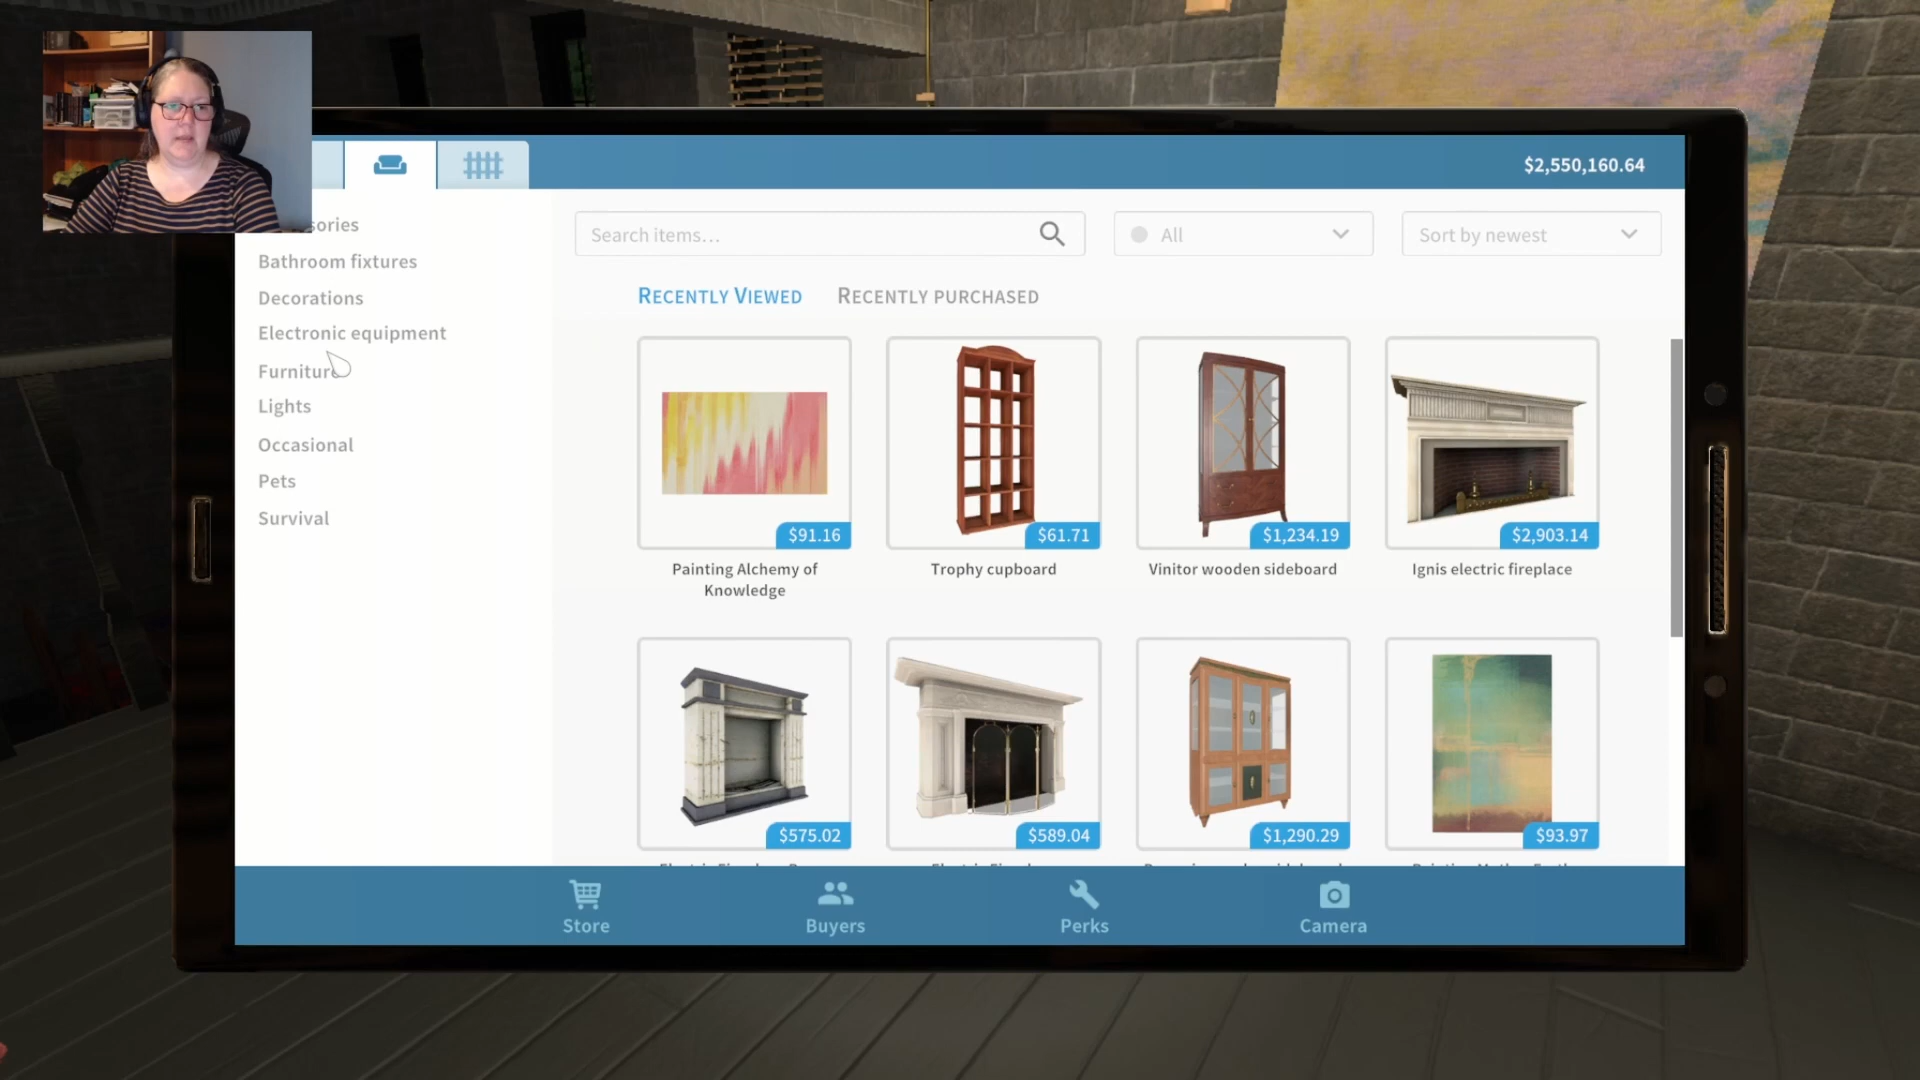 $2,550,160.64
sories
Search items...
All
Sort by newest
Bathroom fixtures
Decorations
Electronic equipment
Furniture
Lights
Occasional
Pets
Survival
RECENTLY VIEWED
RECENTLY PURCHASED
$91.16
$61.71
$1,234.19
$2,903.14
Painting Alchemy of
Knowledge
Trophy cupboard
Vinitor wooden sideboard
Ignis electric fireplace
$575.02
$589.04
$1,290.29
$93.97
Store
Buyers
Perks
Camera